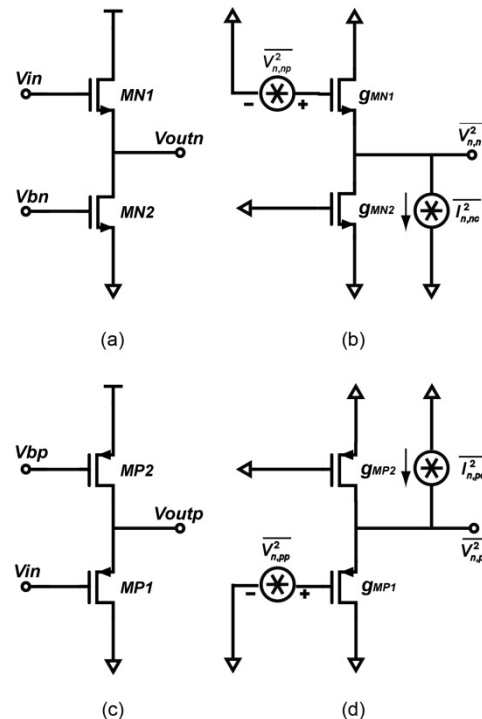 Vin
MN1
Voutn
Vbn
MN2
(a)
V²n,np
- +
gMN1
V²n,n
gMN2
I²n,nc
(b)
Vbp
MP2
Voutp
Vin
MP1
(c)
gMP2
I²n,pc
V²n,p
V²n,pp
- +
gMP1
(d)